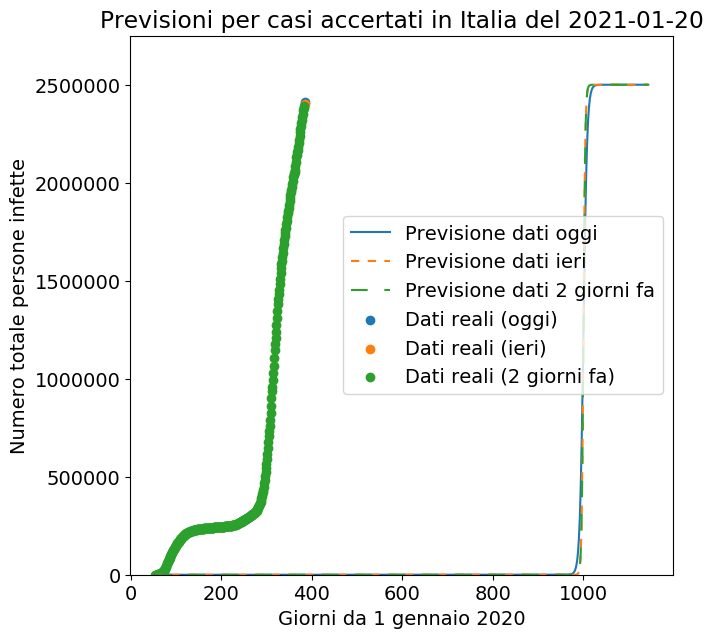 Previsioni per casi accertati in Italia del 2021-01-20
2500000
2000000
1500000
1000000
500000
0
Numero totale persone infette
Previsione dati oggi
Previsione dati ieri
Previsione dati 2 giorni fa
Dati reali (oggi)
Dati reali (ieri)
Dati reali (2 giorni fa)
0 200 400 600 800 1000
Giorni da 1 gennaio 2020